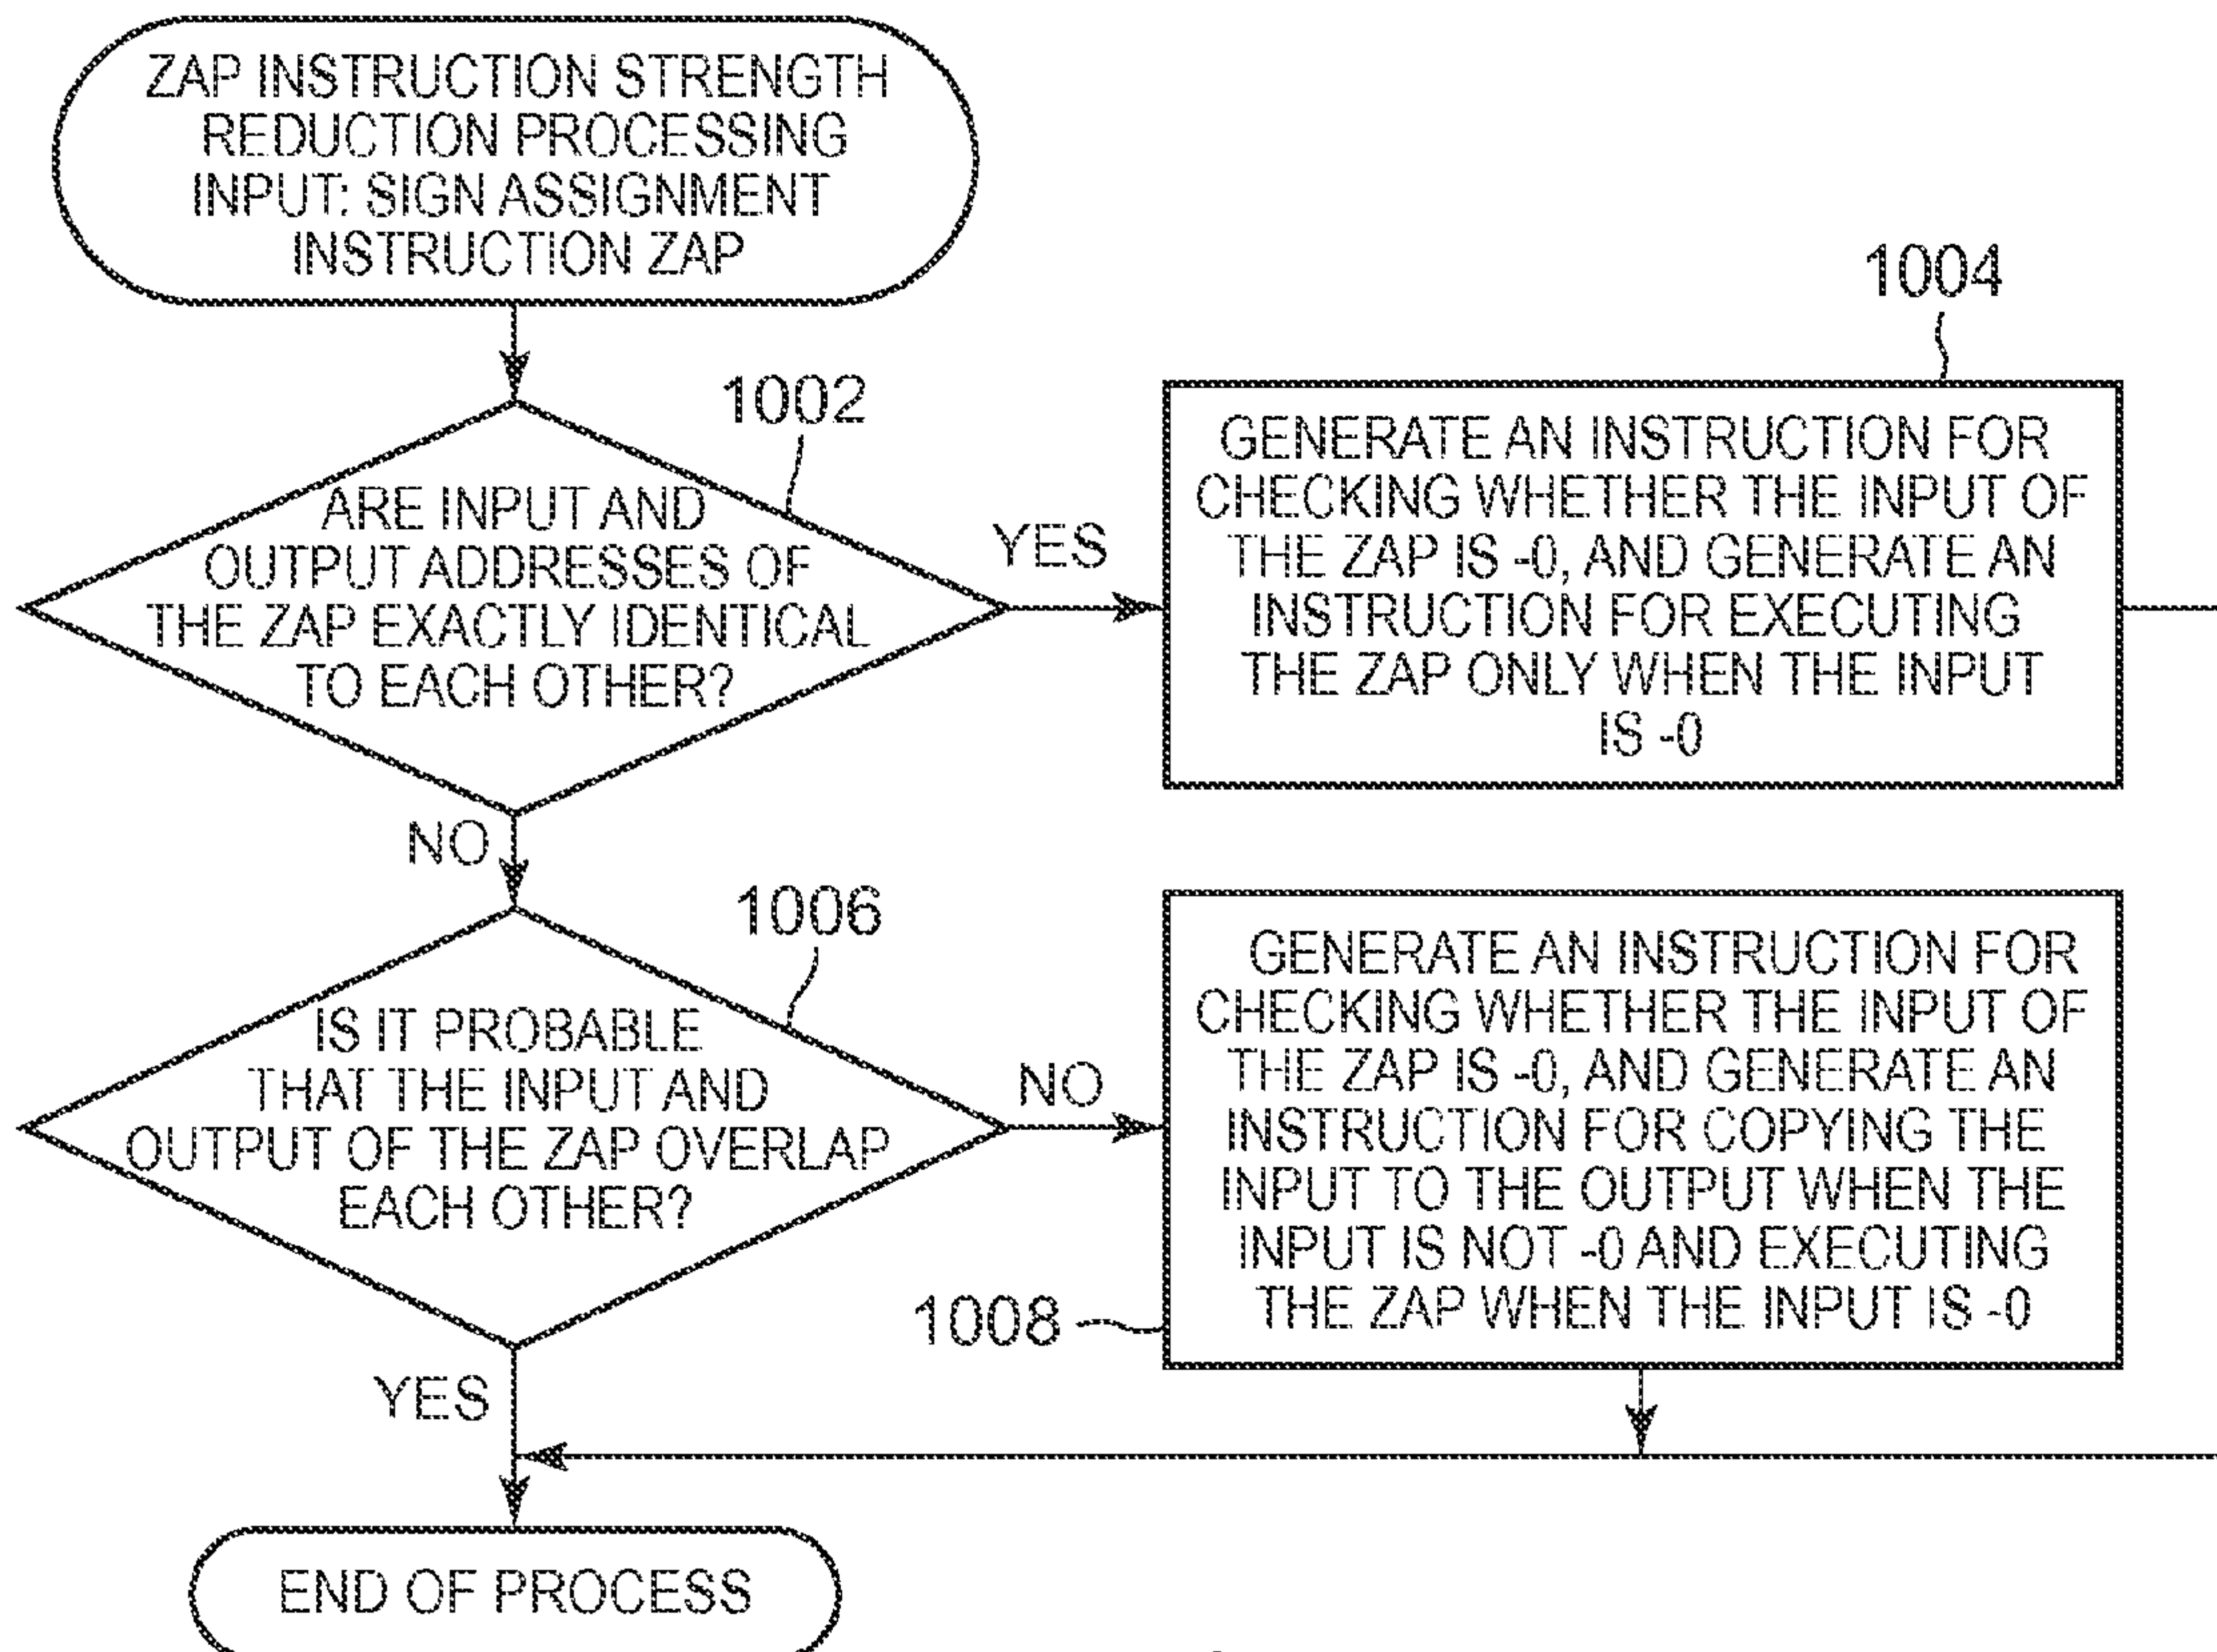 ZAP INSTRUCTION STRENGTH
REDUCTION PROCESSING
INPUT: SIGN ASSIGNMENT
INSTRUCTION ZAP
1002
ARE INPUT AND
OUTPUT ADDRESSES OF
THE ZAP EXACTLY IDENTICAL
TO EACH OTHER?
YES
1004
GENERATE AN INSTRUCTION FOR
CHECKING WHETHER THE INPUT OF
THE ZAP IS -0, AND GENERATE AN
INSTRUCTION FOR EXECUTING
THE ZAP ONLY WHEN THE INPUT
IS -0
NO
1006
IS IT PROBABLE
THAT THE INPUT AND
OUTPUT OF THE ZAP OVERLAP
EACH OTHER?
NO
1008
GENERATE AN INSTRUCTION FOR
CHECKING WHETHER THE INPUT OF
THE ZAP IS -0, AND GENERATE AN
INSTRUCTION FOR COPYING THE
INPUT TO THE OUTPUT WHEN THE
INPUT IS NOT -0 AND EXECUTING
THE ZAP WHEN THE INPUT IS -0
YES
END OF PROCESS